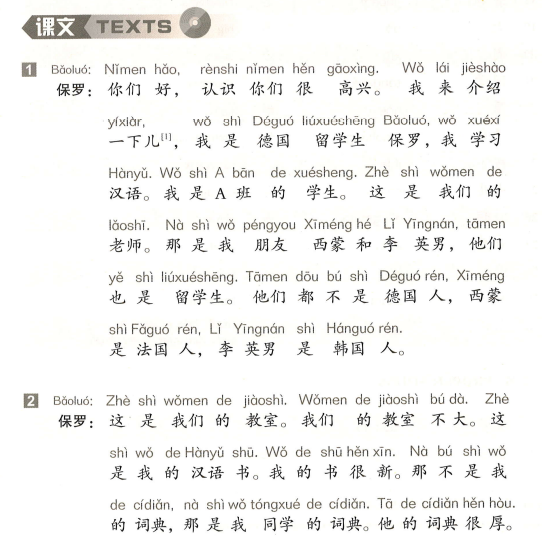 课文 TEXTS
1 Bǎoluó: Nǐmen hǎo, rènshi nǐmen hěn gāoxìng. Wǒ lái jièshào
保罗：你们 好，认识 你们 很 高兴。 我 来 介绍
yíxiàr, wǒ shì Déguó liúxuéshēng Bǎoluó, wǒ xuéxí
一下儿[1]，我 是 德国 留学生 保罗，我 学习
Hànyǔ. Wǒ shì A bān de xuésheng. Zhè shì wǒmen de
汉语。我 是 A 班 的 学生。 这 是 我们 的
lǎoshī. Nà shì wǒ péngyou Xīméng hé Lǐ Yīngnán, tāmen
老师。那 是 我 朋友 西蒙 和 李 英男，他们
yě shì liúxuéshēng. Tāmen dōu bú shì Déguó rén, Xīméng
也 是 留学生。 他们 都 不 是 德国 人，西蒙
shì Fǎguó rén, Lǐ Yīngnán shì Hánguó rén.
是 法国 人，李 英男 是 韩国 人。
2 Bǎoluó: Zhè shì wǒmen de jiàoshì. Wǒmen de jiàoshì bú dà. Zhè
保罗：这 是 我们 的 教室。我们 的 教室 不 大。这
shì wǒ de Hànyǔ shū. Wǒ de shū hěn xīn. Nà bú shì wǒ
是 我 的 汉语 书。我 的 书 很 新。那 不 是 我
de cídiǎn, nà shì wǒ tóngxué de cídiǎn. Tā de cídiǎn hěn hòu.
的 词典，那 是 我 同学 的 词典。他 的 词典 很 厚。